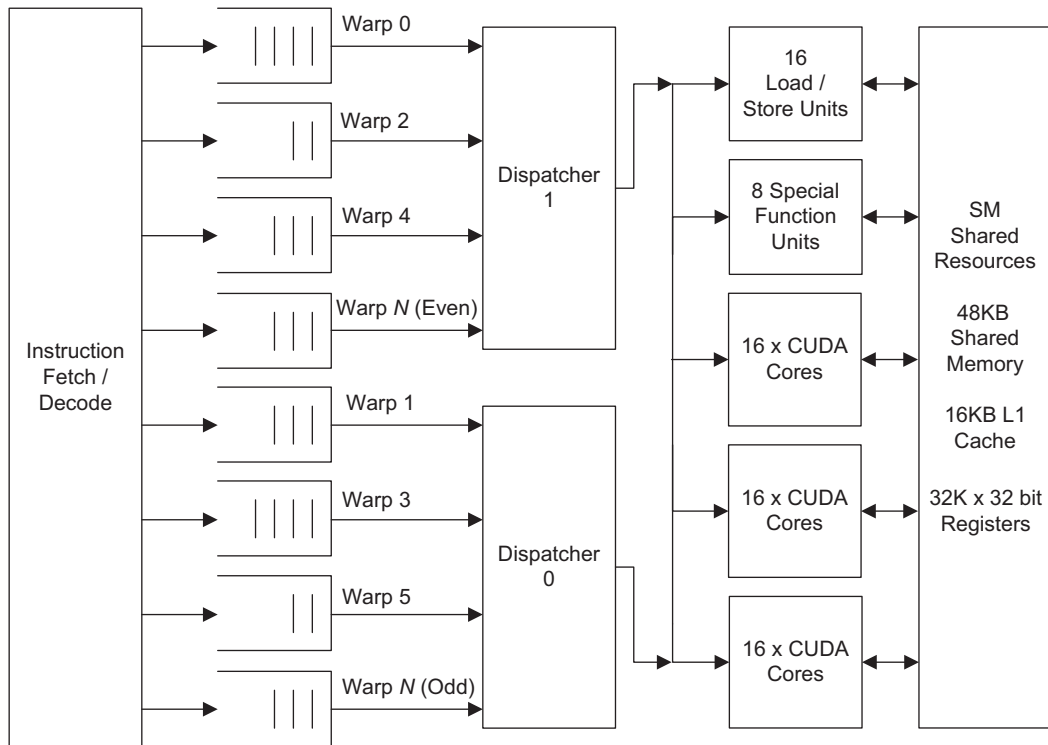 Instruction
Fetch /
Decode
Warp 0
Warp 2
Warp 4
Warp N (Even)
Warp 1
Warp 3
Warp 5
Warp N (Odd)
Dispatcher
1
Dispatcher
0
16
Load /
Store Units
8 Special
Function
Units
16 x CUDA
Cores
16 x CUDA
Cores
16 x CUDA
Cores
SM
Shared
Resources
48KB
Shared
Memory
16KB L1
Cache
32K x 32 bit
Registers